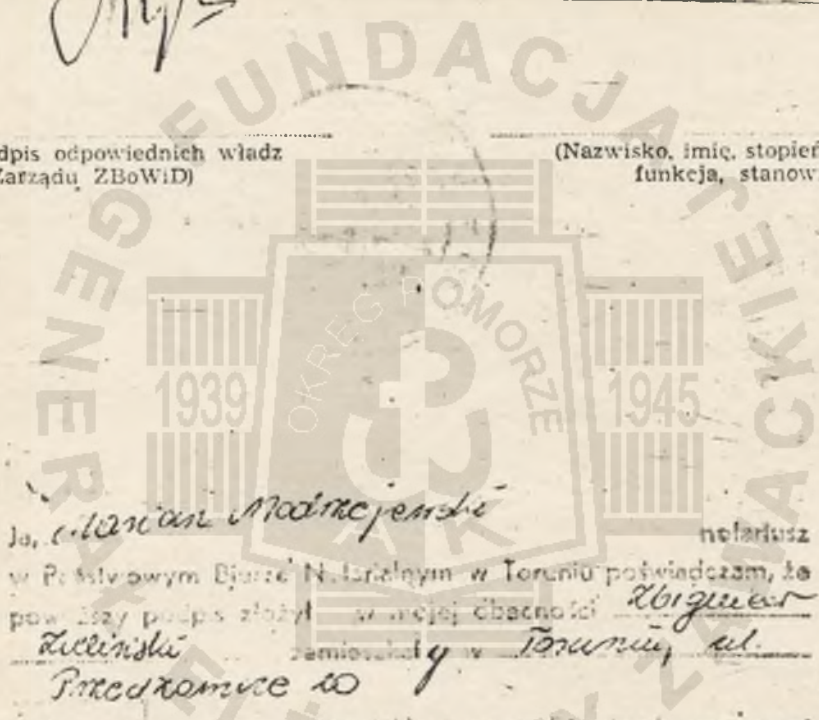 FUNDACJA
dpis odpowiednich władz
Zarządu ZBoWiD)
(Nazwisko, imię, stopień
funkcja, stanow
GENERA
ACKIEJ
OKRĘG POMORZE
1939
1945
AK
Ja, Marian Modrzejewski notariusz
w Państwowym Biurze Notarialnym w Toruniu poświadczam, że
powyższy podpis złożył w mojej obecności Zbigniew
Zieliński zamieszkały w Toruniu, ul.
Przedzamcze 10